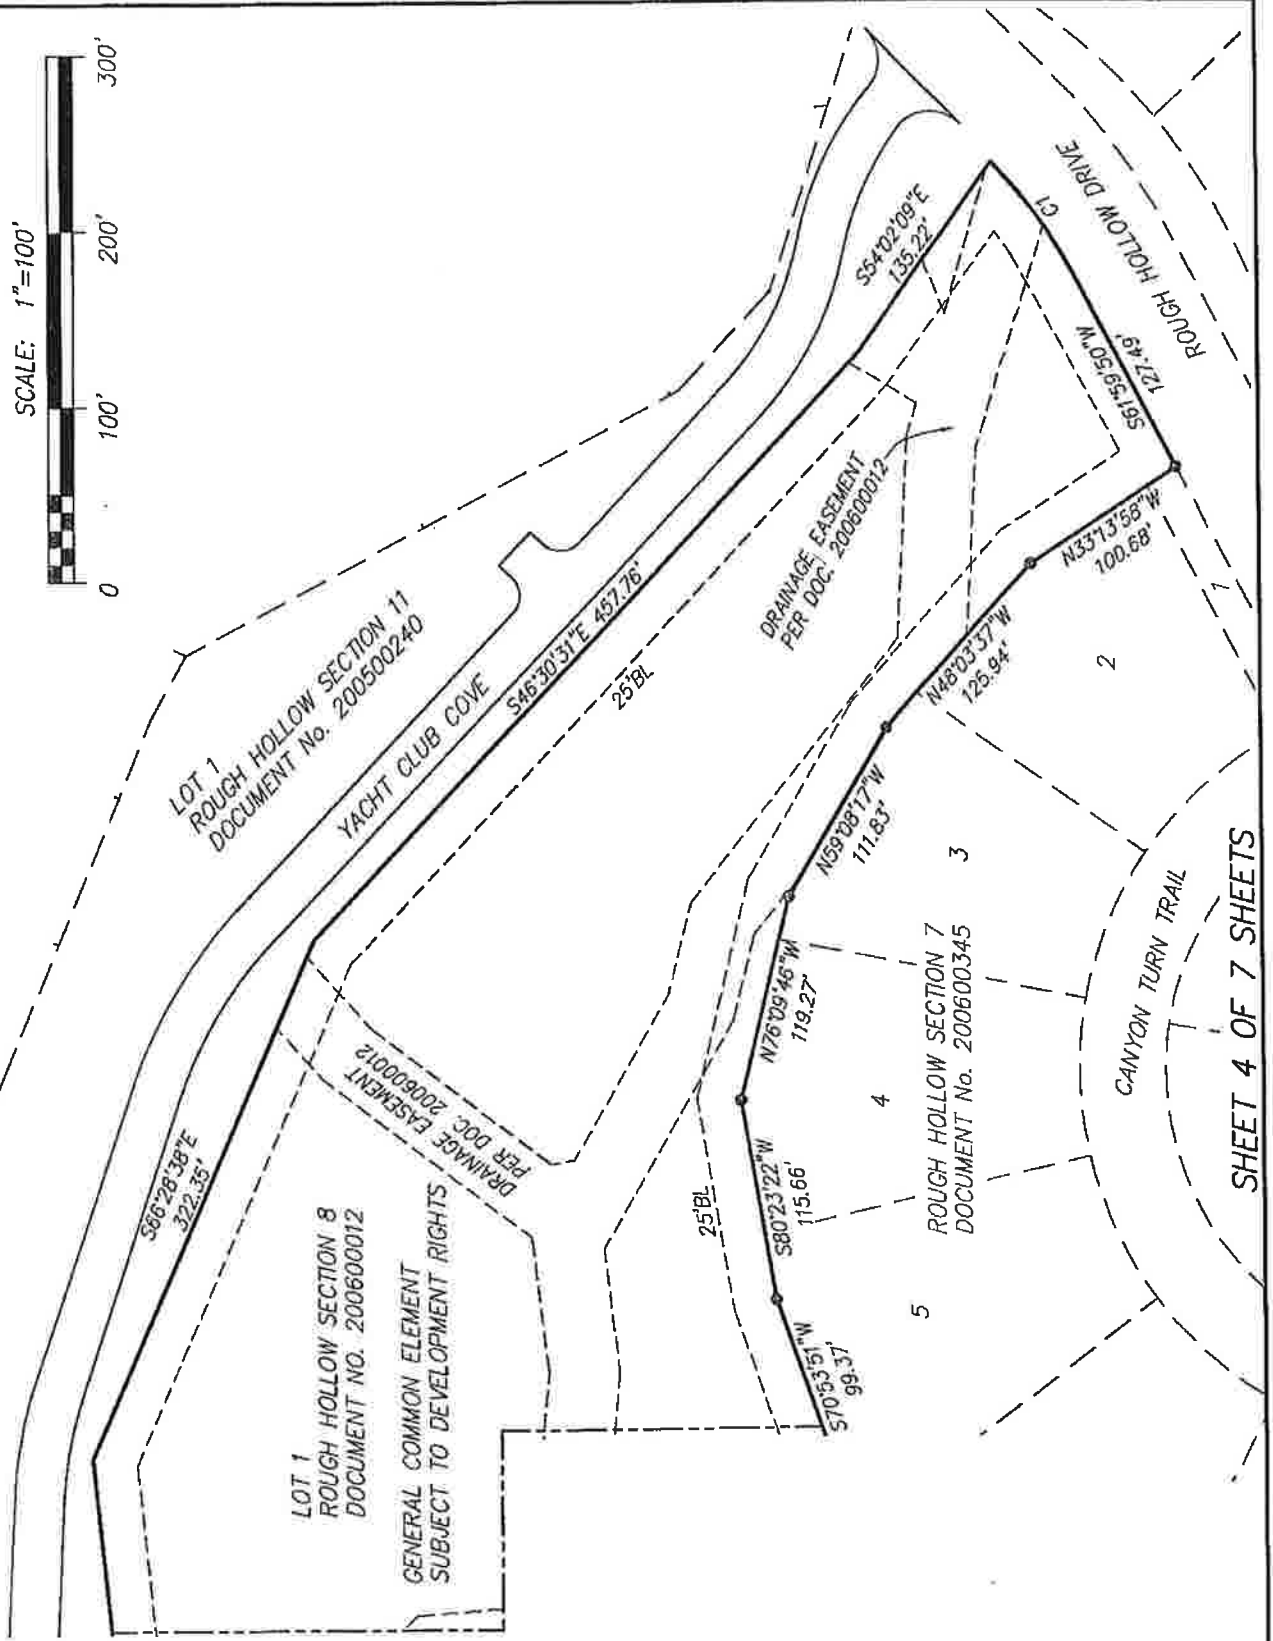 SCALE: 1"=100'
0 100' 200' 300'
LOT 1
ROUGH HOLLOW SECTION 11
DOCUMENT No. 200500240
YACHT CLUB COVE
S66°28'38"E
322.35'
S46°30'31"E 457.76'
25'BL
S54°02'09"E
135.22'
C1
ROUGH HOLLOW DRIVE
S61°59'50"W
127.49'
N33°13'58"W
100.68'
N48°03'37"W
125.94'
N59°08'17"W
111.83'
N76°09'46"W
119.27'
S80°23'22"W
115.66'
S70°53'51"W
99.37'
25'BL
DRAINAGE EASEMENT
PER DOC. 200600012
DRAINAGE EASEMENT
PER DOC. 200600012
LOT 1
ROUGH HOLLOW SECTION 8
DOCUMENT NO. 200600012
GENERAL COMMON ELEMENT
SUBJECT TO DEVELOPMENT RIGHTS
1
2
3
4
5
ROUGH HOLLOW SECTION 7
DOCUMENT No. 200600345
CANYON TURN TRAIL
SHEET 4 OF 7 SHEETS